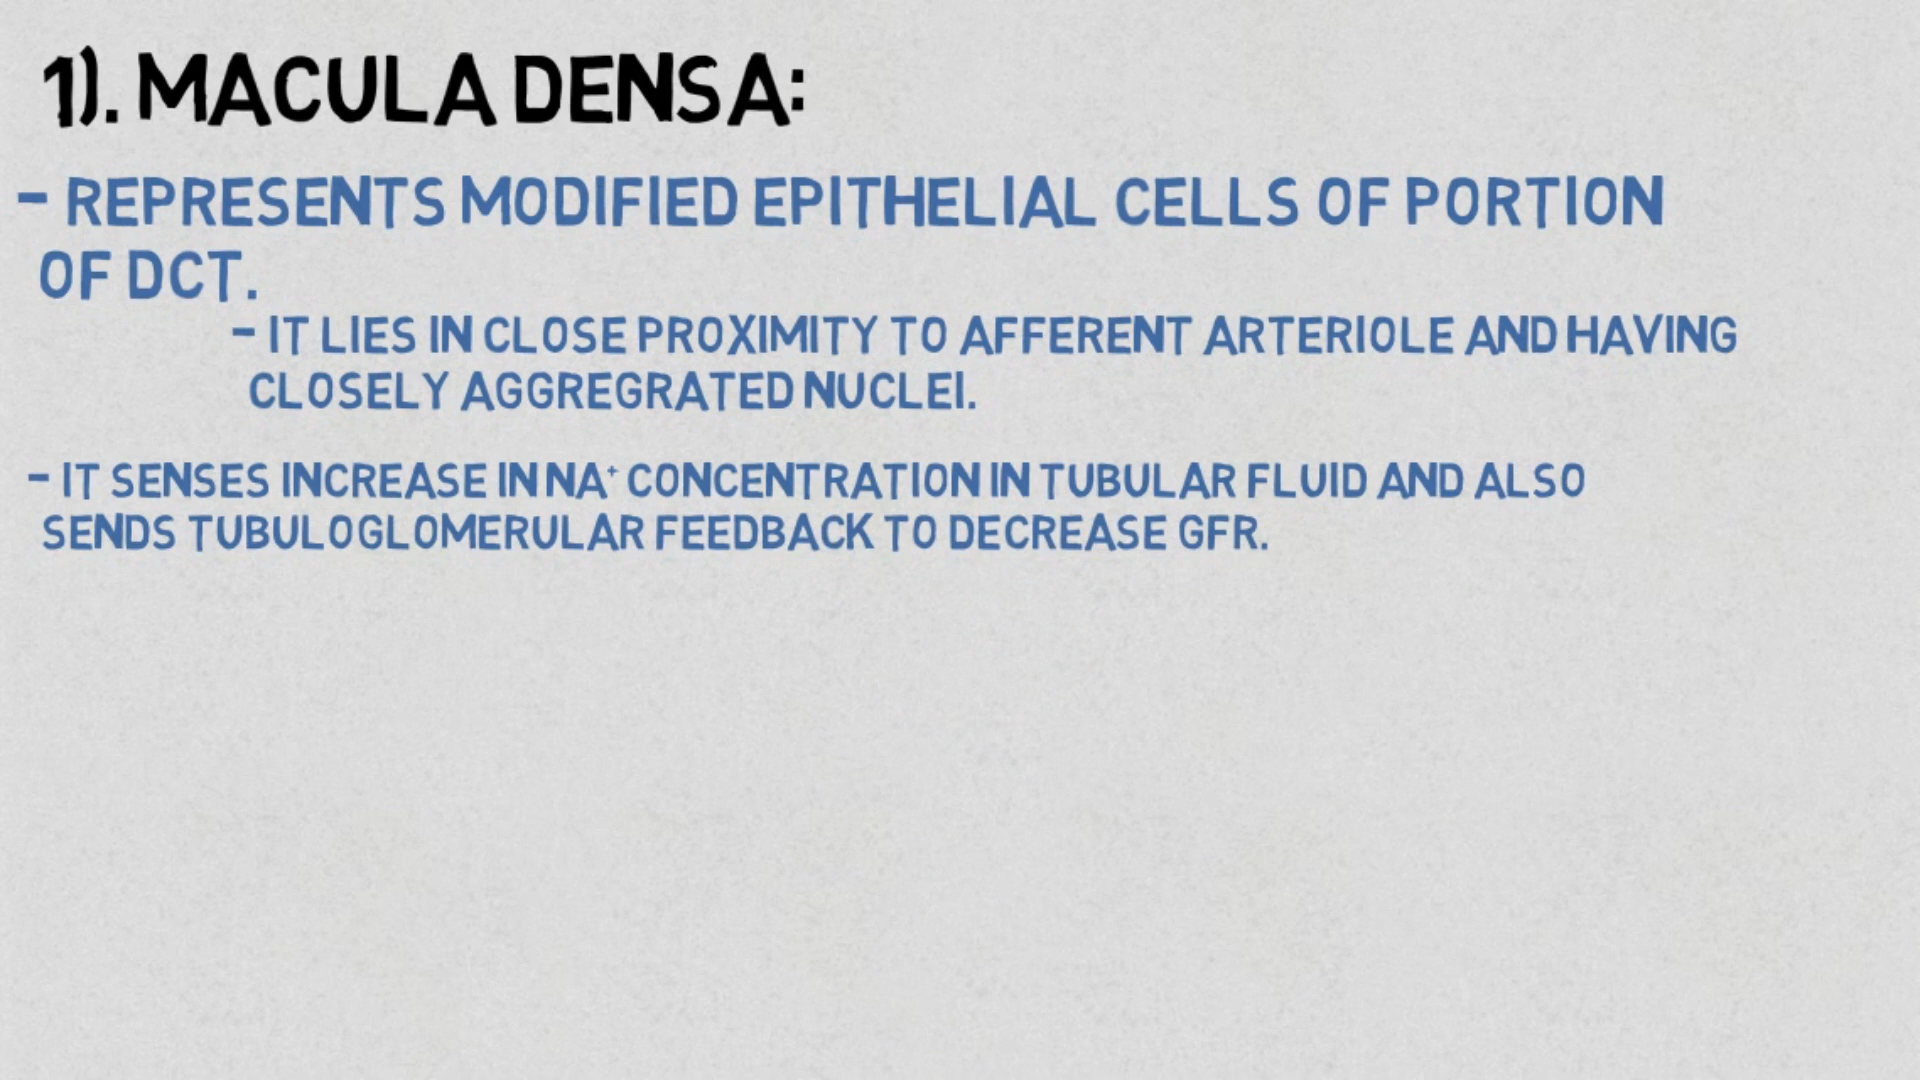 1). MACULA DENSA:
- REPRESENTS MODIFIED EPITHELIAL CELLS OF PORTION
OF DCT.
- IT LIES IN CLOSE PROXIMITY TO AFFERENT ARTERIOLE AND HAVING
CLOSELY AGGREGRATED NUCLEI.
- IT SENSES INCREASE IN NA⁺ CONCENTRATION IN TUBULAR FLUID AND ALSO
SENDS TUBULOGLOMERULAR FEEDBACK TO DECREASE GFR.